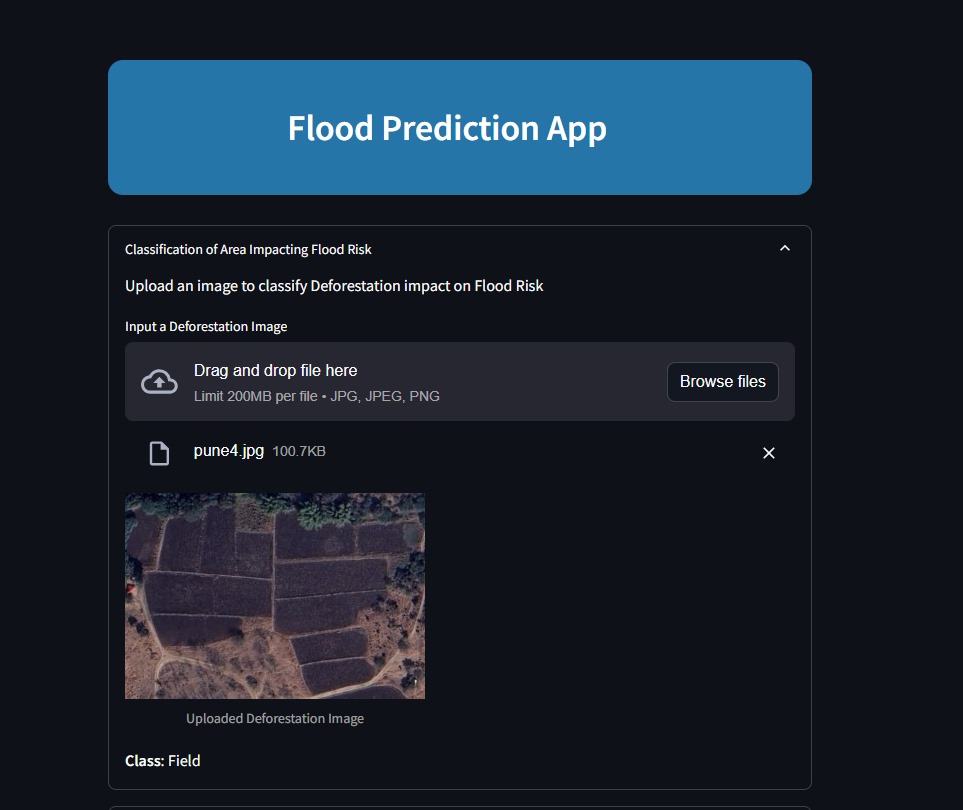 Flood Prediction App
Classification of Area Impacting Flood Risk
Upload an image to classify Deforestation impact on Flood Risk
Input a Deforestation Image
Drag and drop file here
Limit 200MB per file • JPG, JPEG, PNG
Browse files
pune4.jpg 100.7KB
Uploaded Deforestation Image
Class: Field